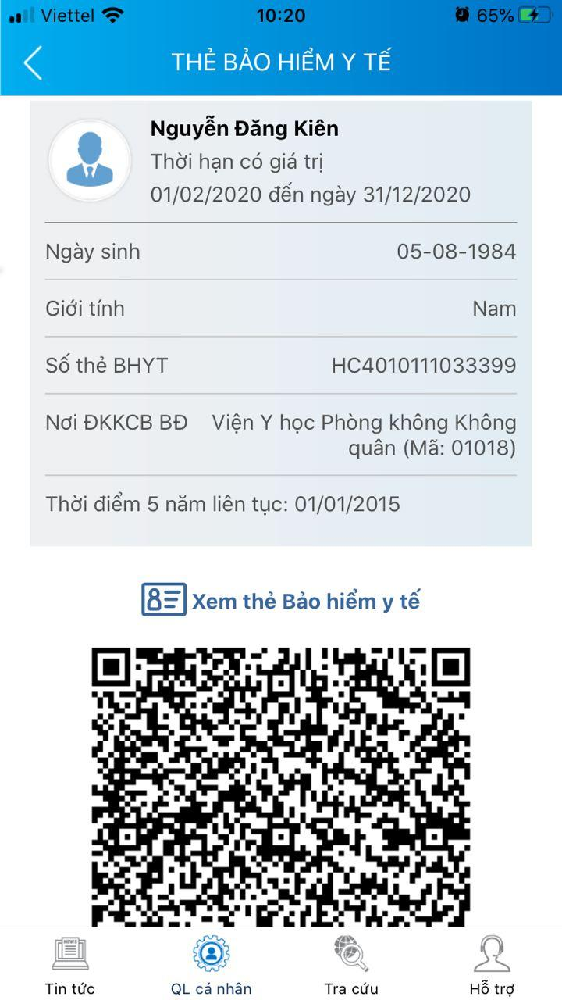 Viettel 10:20 65%
THẺ BẢO HIỂM Y TẾ
Nguyễn Đăng Kiên
Thời hạn có giá trị
01/02/2020 đến ngày 31/12/2020
Ngày sinh 05-08-1984
Giới tính Nam
Số thẻ BHYT HC4010111033399
Nơi ĐKKCB BĐ Viện Y học Phòng không Không
quân (Mã: 01018)
Thời điểm 5 năm liên tục: 01/01/2015
Xem thẻ Bảo hiểm y tế
NEWS
Tin tức QL cá nhân Tra cứu Hỗ trợ